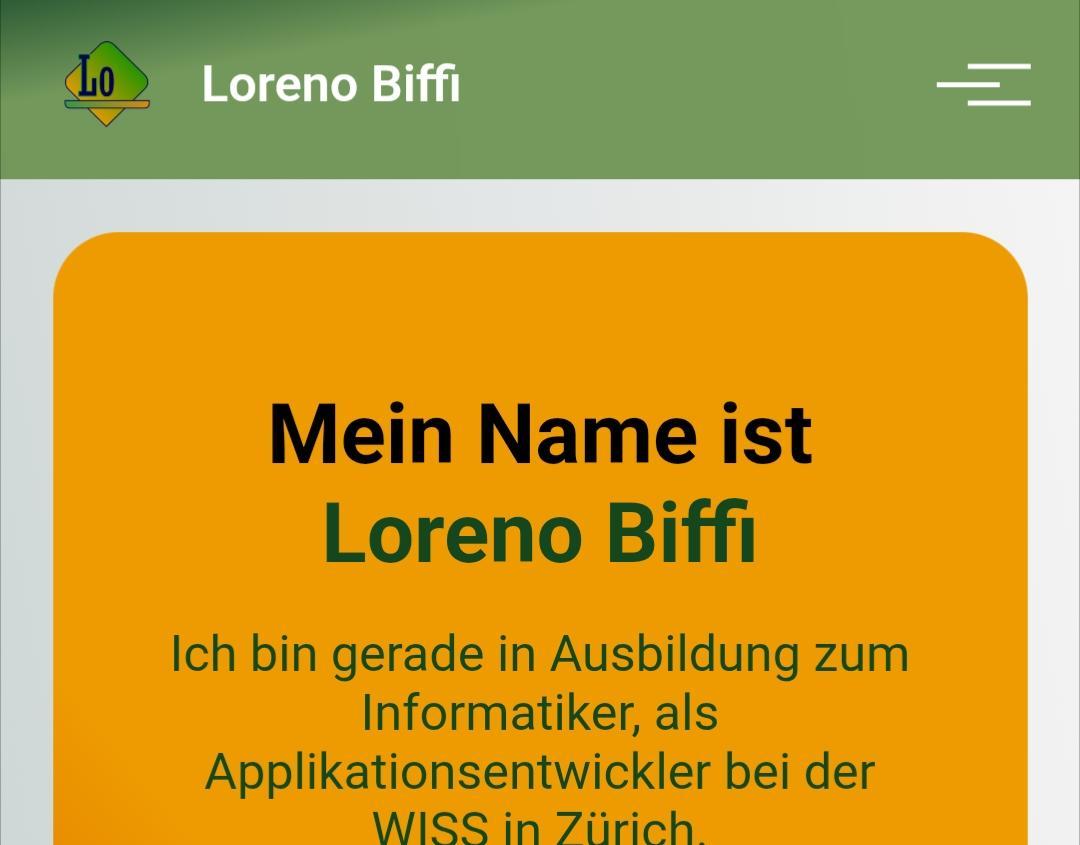 Lo
Loreno Biffi
Mein Name ist
Loreno Biffi
Ich bin gerade in Ausbildung zum
Informatiker, als
Applikationsentwickler bei der
WISS in Zürich.